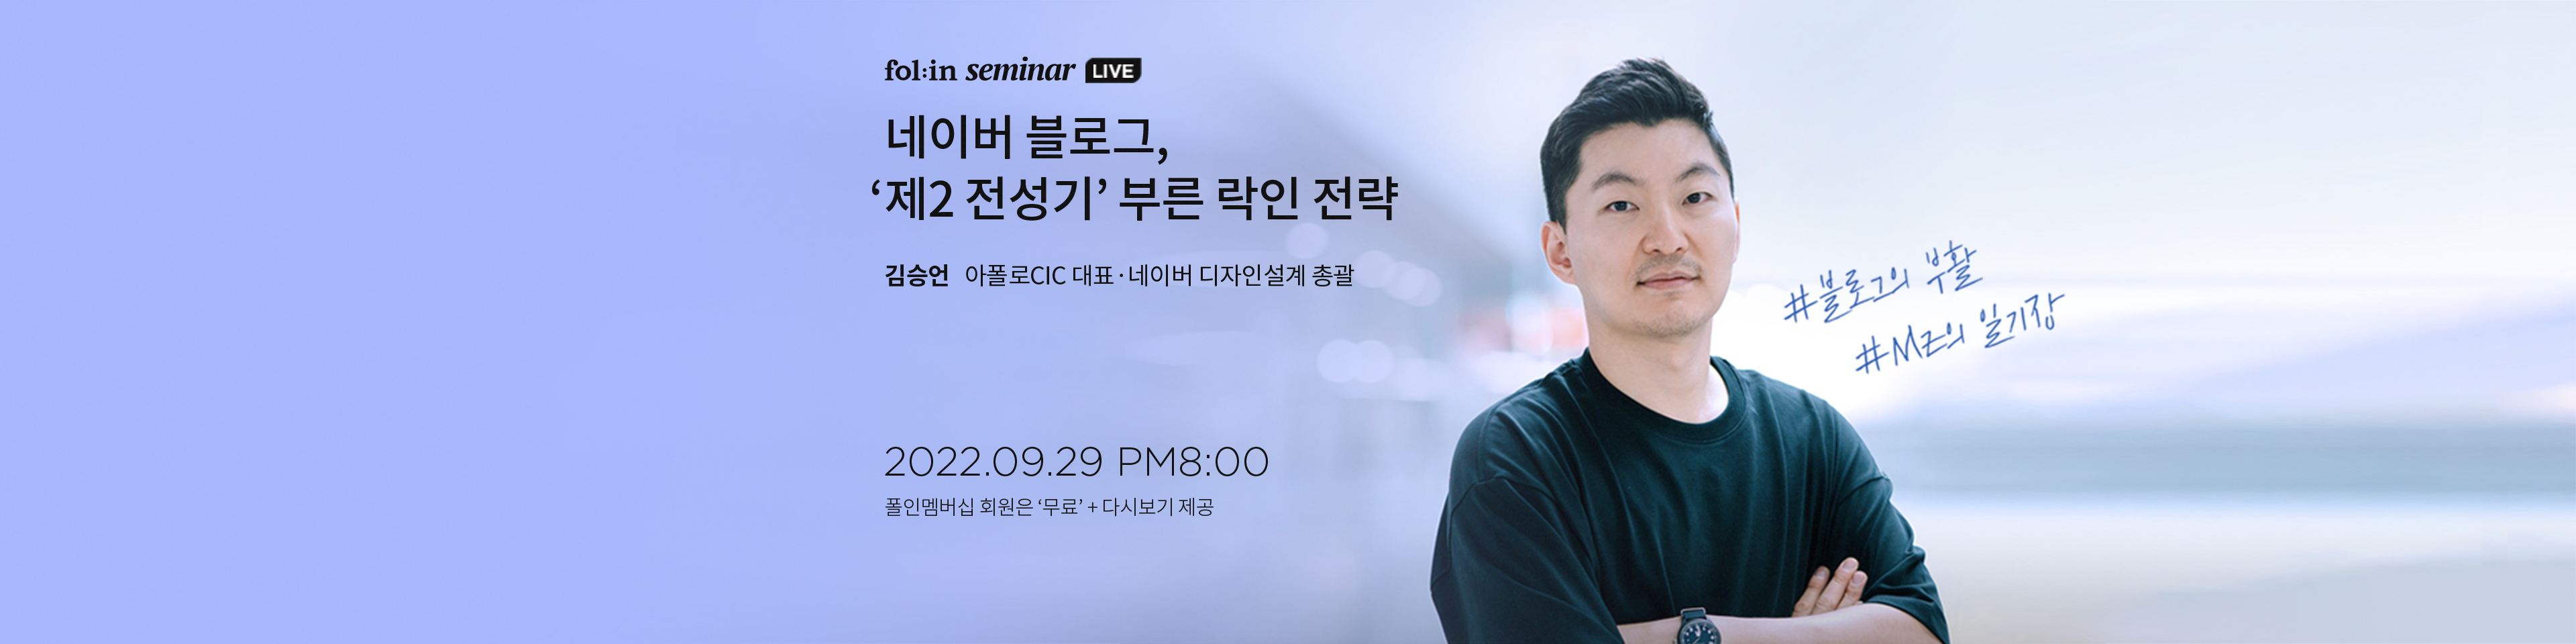 fol:in seminar LIVE
네이버 블로그,
‘제2 전성기’ 부른 락인 전략
김승언 아폴로CIC 대표·네이버 디자인설계 총괄
#블로그의 부활
#MZ의 일기장
2022.09.29 PM8:00
폴인멤버십 회원은 ‘무료’ + 다시보기 제공